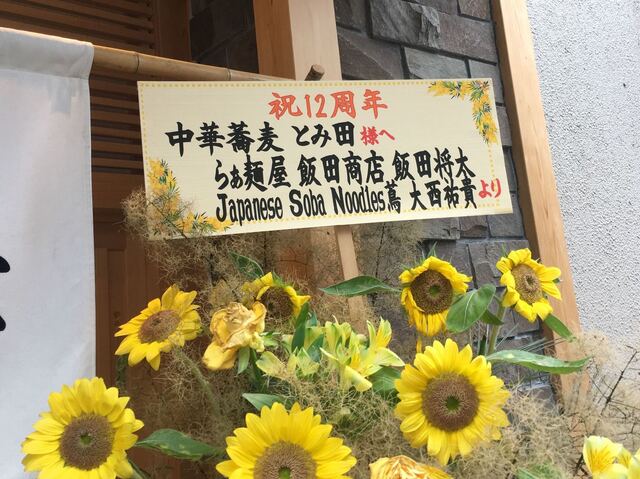 祝12周年
中華蕎麦 とみ田 様へ
らぁ麺屋 飯田商店 飯田将太
Japanese Soba Noodles 蔦 大西祐貴 より